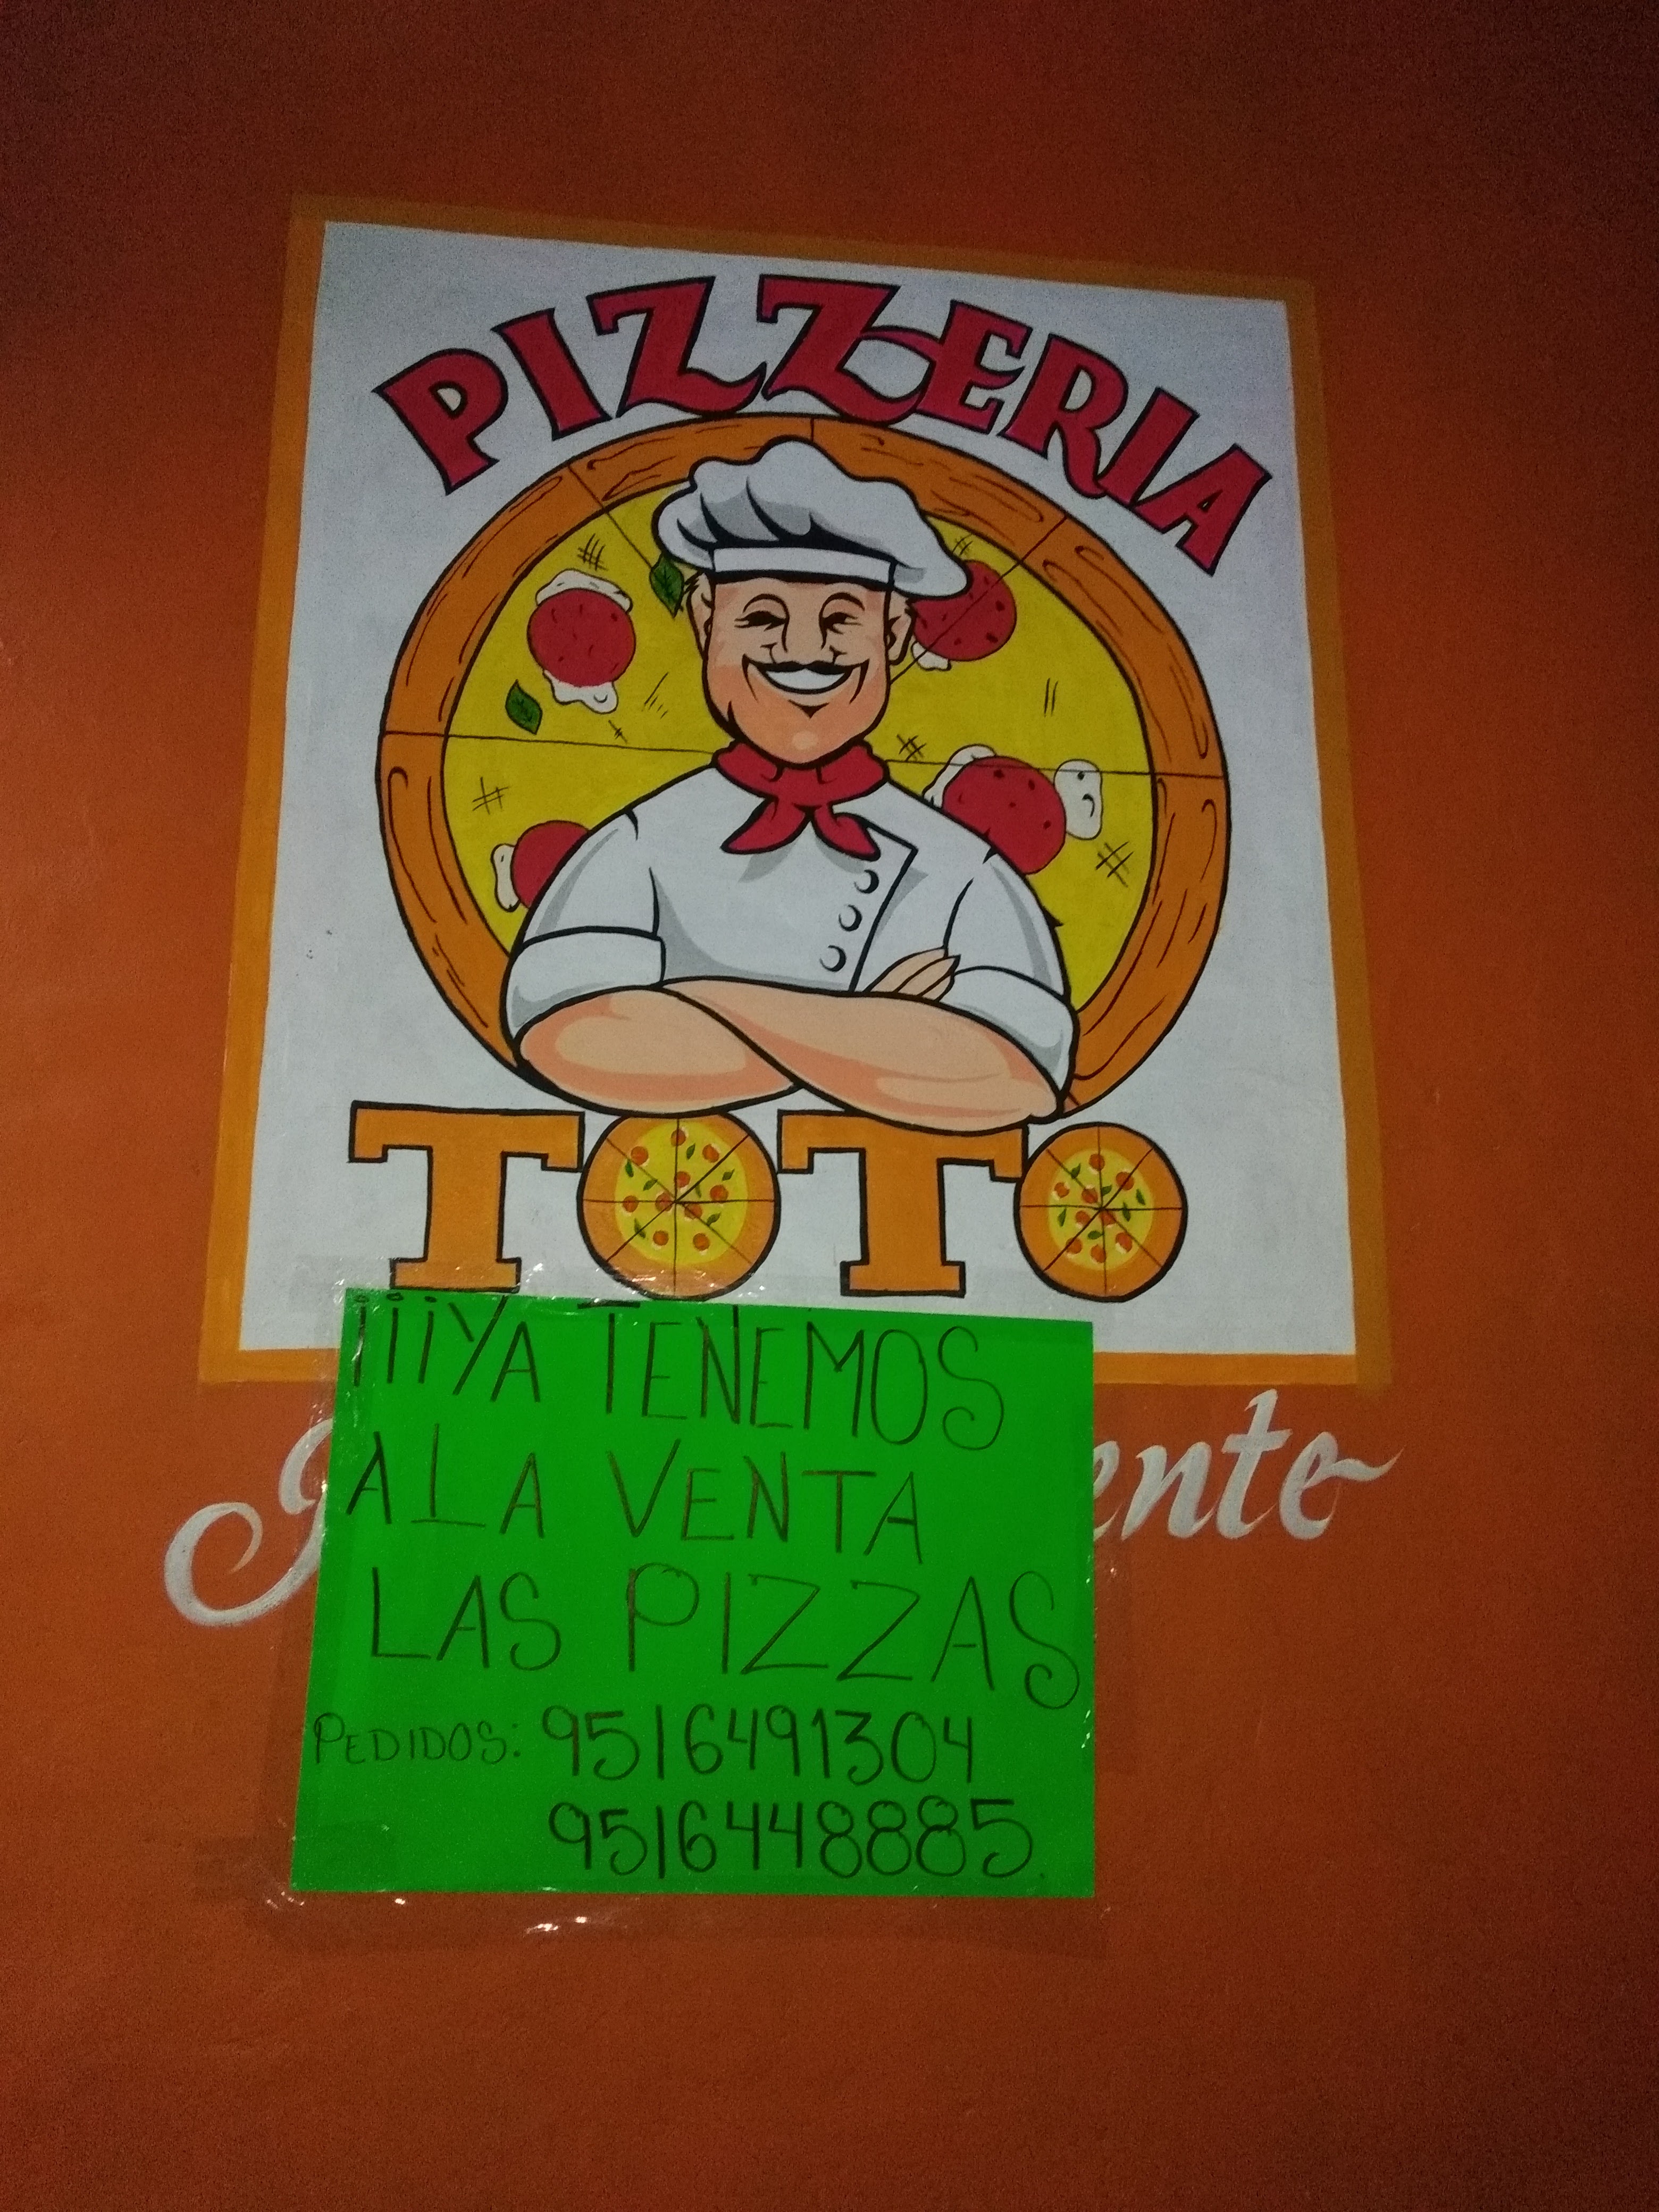 PIZZERIA
TOTO
¡¡¡YA TENEMOS
A LA VENTA
LAS PIZZAS
PEDIDOS: 9516491304
9516448885.